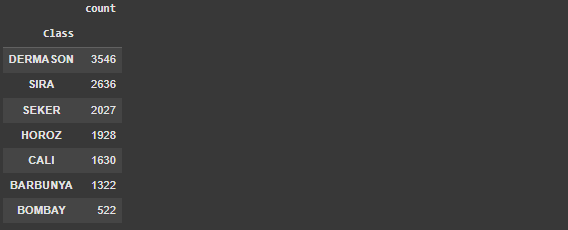 count
Class
DERMASON 3546
SIRA 2636
SEKER 2027
HOROZ 1928
CALI 1630
BARBUNYA 1322
BOMBAY 522